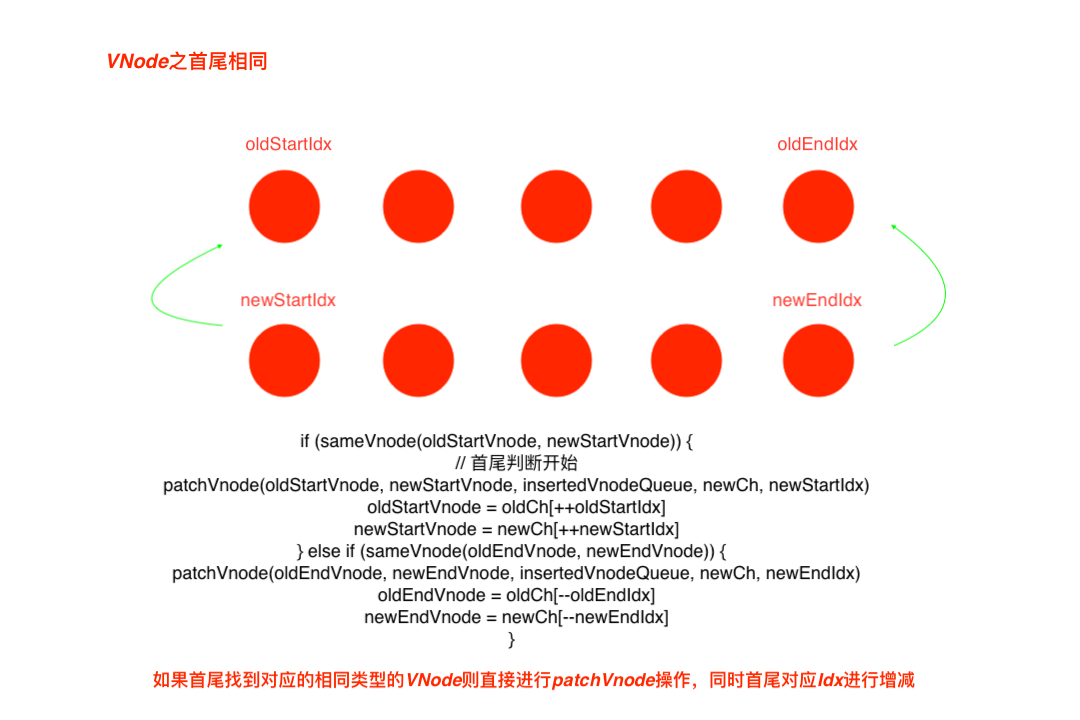 VNode之首尾相同
oldStartIdx oldEndIdx
newStartIdx newEndIdx
if (sameVnode(oldStartVnode, newStartVnode)) {
// 首尾判断开始
patchVnode(oldStartVnode, newStartVnode, insertedVnodeQueue, newCh, newStartIdx)
oldStartVnode = oldCh[++oldStartIdx]
newStartVnode = newCh[++newStartIdx]
} else if (sameVnode(oldEndVnode, newEndVnode)) {
patchVnode(oldEndVnode, newEndVnode, insertedVnodeQueue, newCh, newEndIdx)
oldEndVnode = oldCh[--oldEndIdx]
newEndVnode = newCh[--newEndIdx]
}
如果首尾找到对应的相同类型的VNode则直接进行patchVnode操作，同时首尾对应Idx进行增减